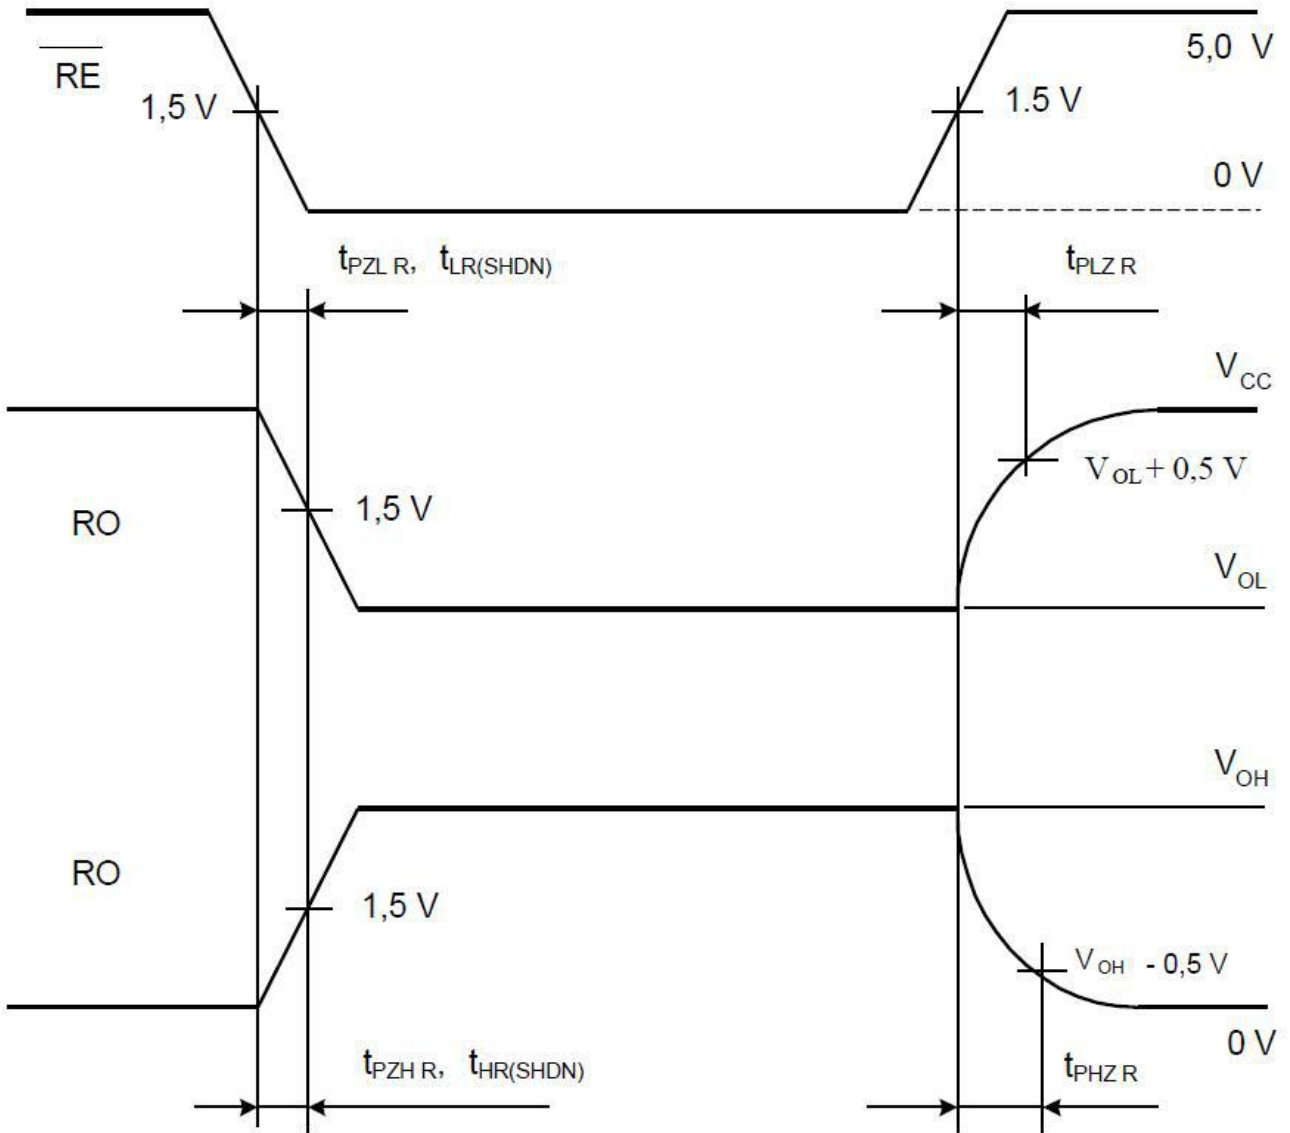 5,0 V
RE
1,5 V
1.5 V
0 V
tPZL R, tLR(SHDN)
tPLZ R
VCC
VOL + 0,5 V
RO
1,5 V
VOL
VOH
RO
1,5 V
VOH - 0,5 V
0 V
tPZH R, tHR(SHDN)
tPHZ R